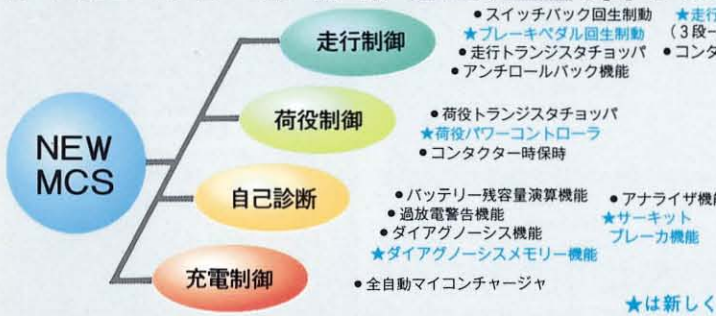 NEW
MCS
走行制御
●スイッチバック回生制動 ★走行
★ブレーキペダル回生制動 (3段
●走行トランジスタチョッパ ●コンタ
●アンチロールバック機能
荷役制御
●荷役トランジスタチョッパ
★荷役パワーコントローラ
●コンタクター時保時
自己診断
●バッテリー残容量演算機能 ●アナライザ機能
●過放電警告機能 ★サーキット
●ダイアグノーシス機能 ブレーカ機能
★ダイアグノーシスメモリー機能
充電制御
●全自動マイコンチャージャ
★は新しく